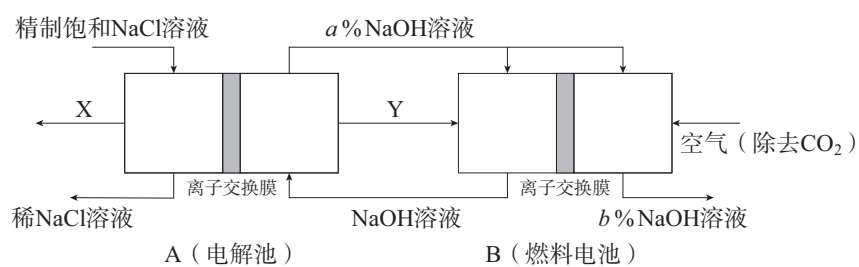 精制饱和NaCl溶液
a%NaOH溶液
X
Y
空气（除去CO₂）
离子交换膜
离子交换膜
稀NaCl溶液
NaOH溶液
b%NaOH溶液
A（电解池）
B（燃料电池）